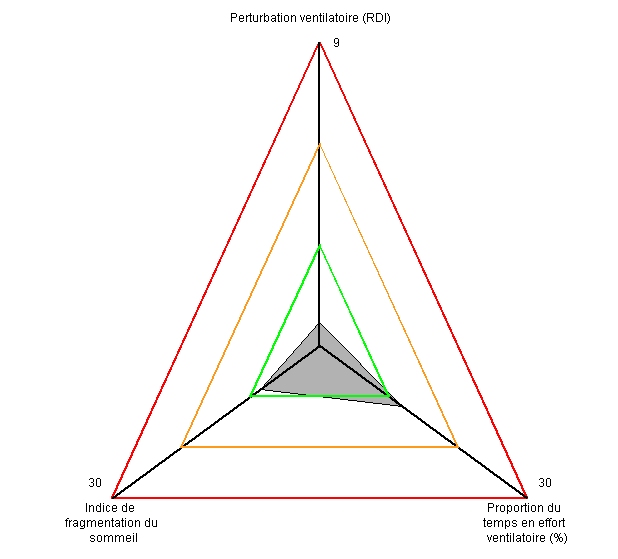 Perturbation ventilatoire (RDI)
9
30
30
Indice de
fragmentation du
sommeil
Proportion du
temps en effort
ventilatoire (%)